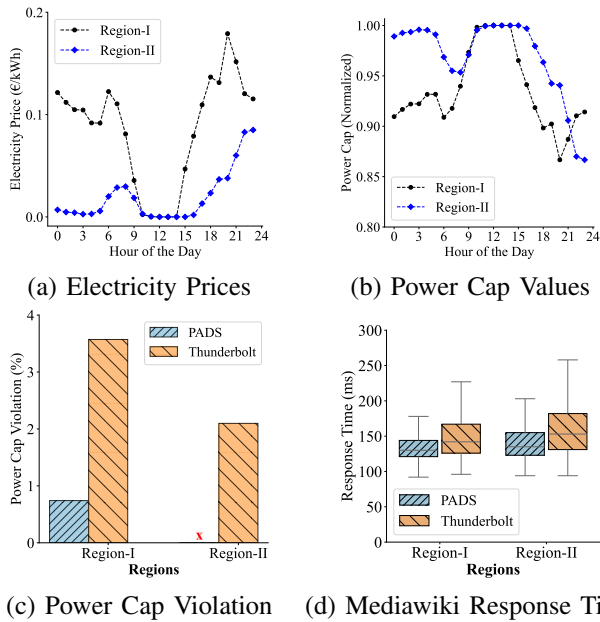 0.2
0.1
0.0
Electricity Price (€/kWh)
Region-I
Region-II
0 3 6 9 12 15 18 21 24
Hour of the Day
(a) Electricity Prices
1.00
0.95
0.90
0.85
0.80
Power Cap (Normalized)
Region-I
Region-II
0 3 6 9 12 15 18 21 24
Hour of the Day
(b) Power Cap Values
4
3
2
1
0
Power Cap Violation (%)
PADS
Thunderbolt
x
Region-I Region-II
Regions
(c) Power Cap Violation
300
250
200
150
100
50
0
Response Time (ms)
PADS
Thunderbolt
Region-I Region-II
Regions
(d) Mediawiki Response Ti